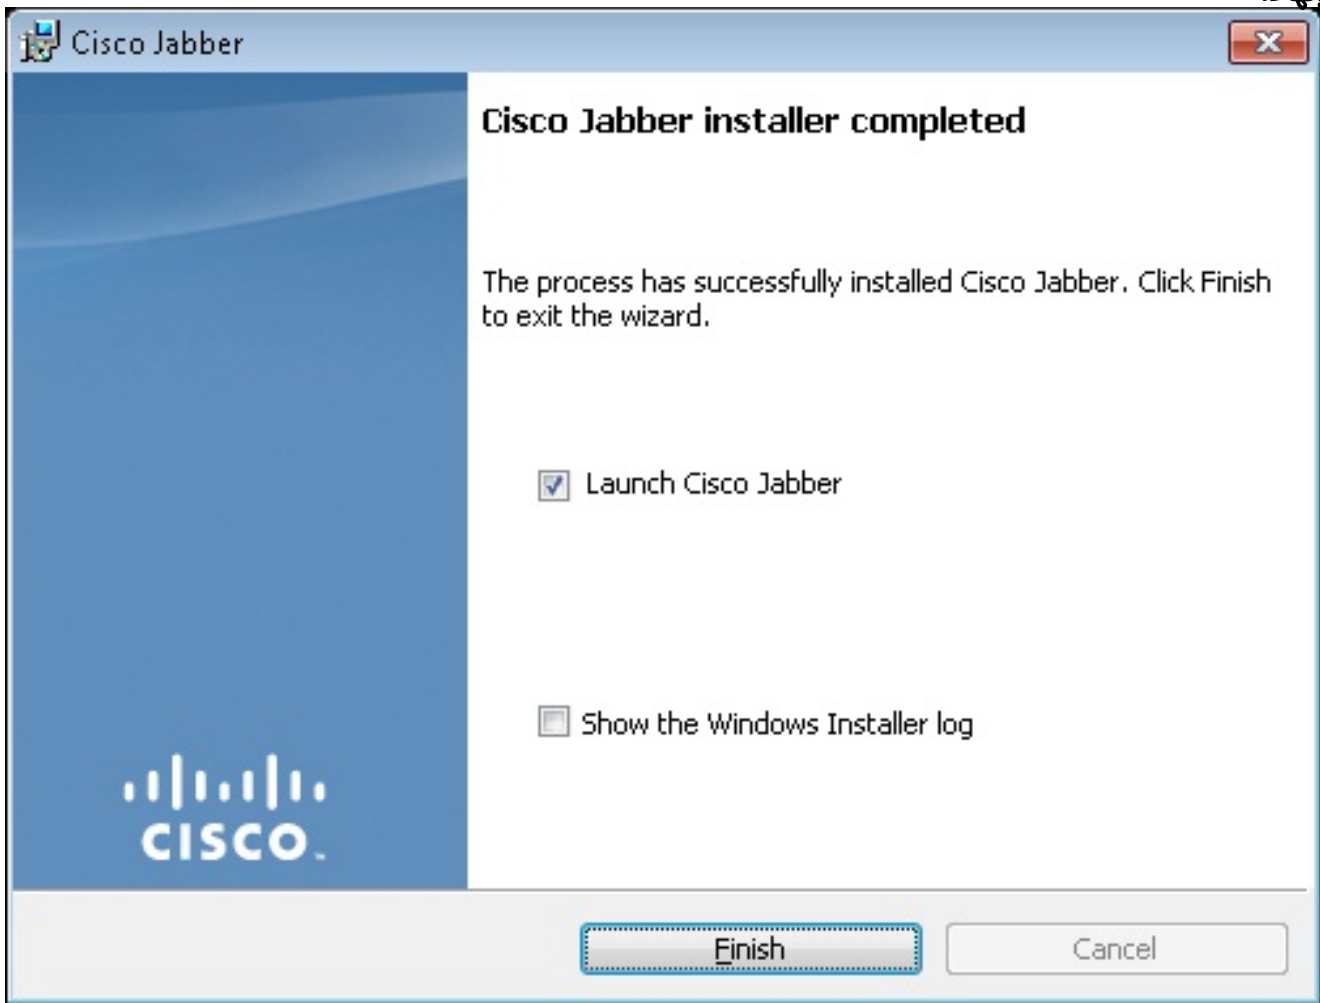 Cisco Jabber
Cisco Jabber installer completed
The process has successfully installed Cisco Jabber. Click Finish
to exit the wizard.
Launch Cisco Jabber
Show the Windows Installer log
CISCO
Finish
Cancel